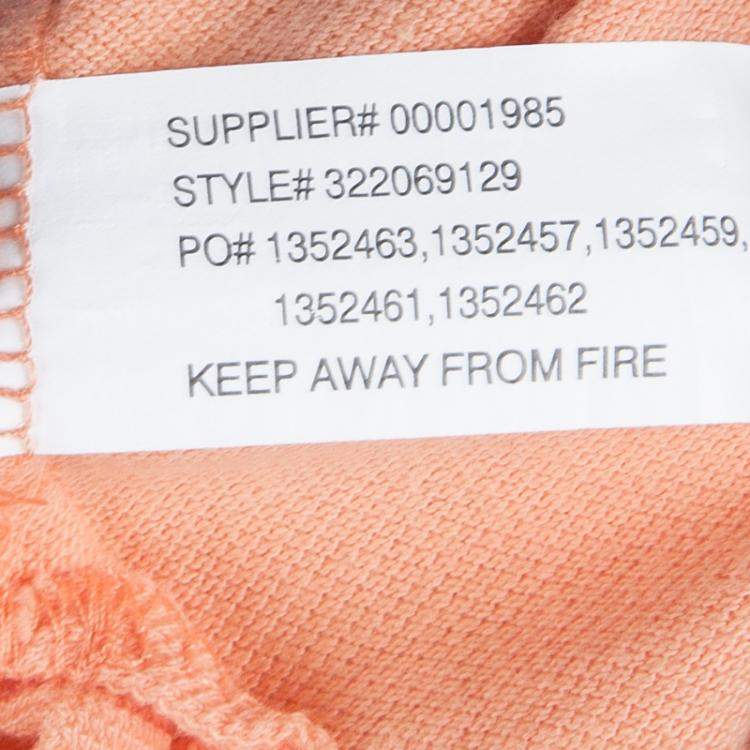 SUPPLIER# 00001985
STYLE# 322069129
PO# 1352463,1352457,1352459,
1352461,1352462
KEEP AWAY FROM FIRE